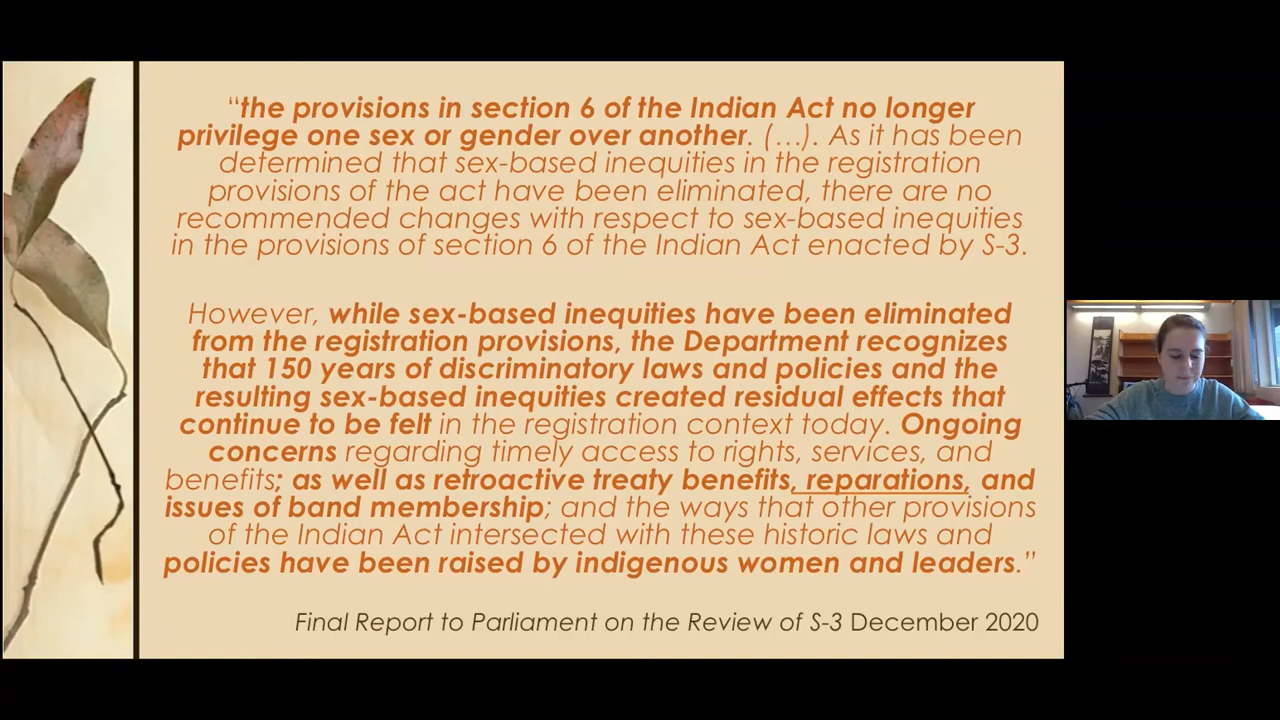 “the provisions in section 6 of the Indian Act no longer
privilege one sex or gender over another. (…). As it has been
determined that sex-based inequities in the registration
provisions of the act have been eliminated, there are no
recommended changes with respect to sex-based inequities
in the provisions of section 6 of the Indian Act enacted by S-3.
However, while sex-based inequities have been eliminated
from the registration provisions, the Department recognizes
that 150 years of discriminatory laws and policies and the
resulting sex-based inequities created residual effects that
continue to be felt in the registration context today. Ongoing
concerns regarding timely access to rights, services, and
benefits; as well as retroactive treaty benefits, reparations, and
issues of band membership; and the ways that other provisions
of the Indian Act intersected with these historic laws and
policies have been raised by indigenous women and leaders.”
Final Report to Parliament on the Review of S-3 December 2020